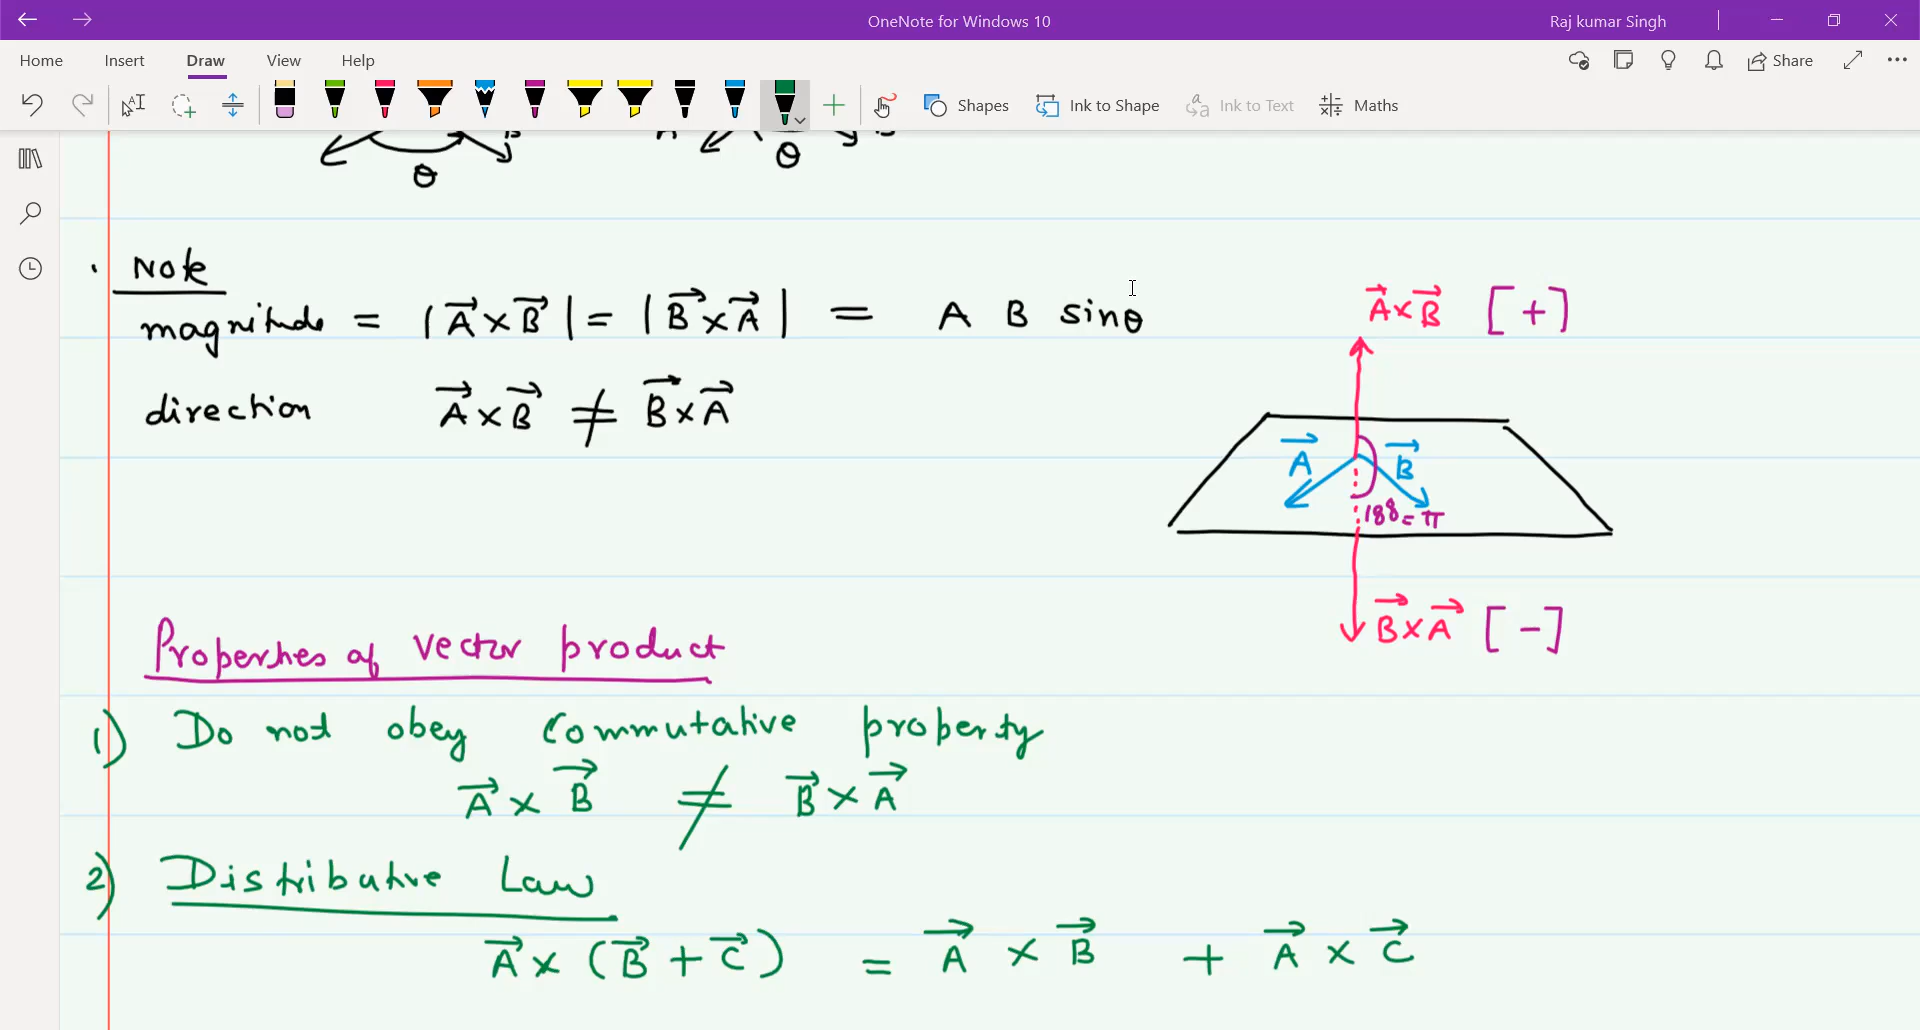 OneNote for Windows 10
Raj kumar Singh
Home Insert Draw View Help
Share
Shapes Ink to Shape Ink to Text Maths
A B
θ θ
Note
magnitude = |A⃗ × B⃗| = |B⃗ × A⃗| = A B sinθ
direction A⃗ × B⃗ ≠ B⃗ × A⃗
A⃗ × B⃗ [+]
A⃗ B⃗
180 = π
B⃗ × A⃗ [-]
Properties of vector product
1) Do not obey Commutative property
A⃗ × B⃗ ≠ B⃗ × A⃗
2) Distributive Law
A⃗ × (B⃗ + C⃗) = A⃗ × B⃗ + A⃗ × C⃗